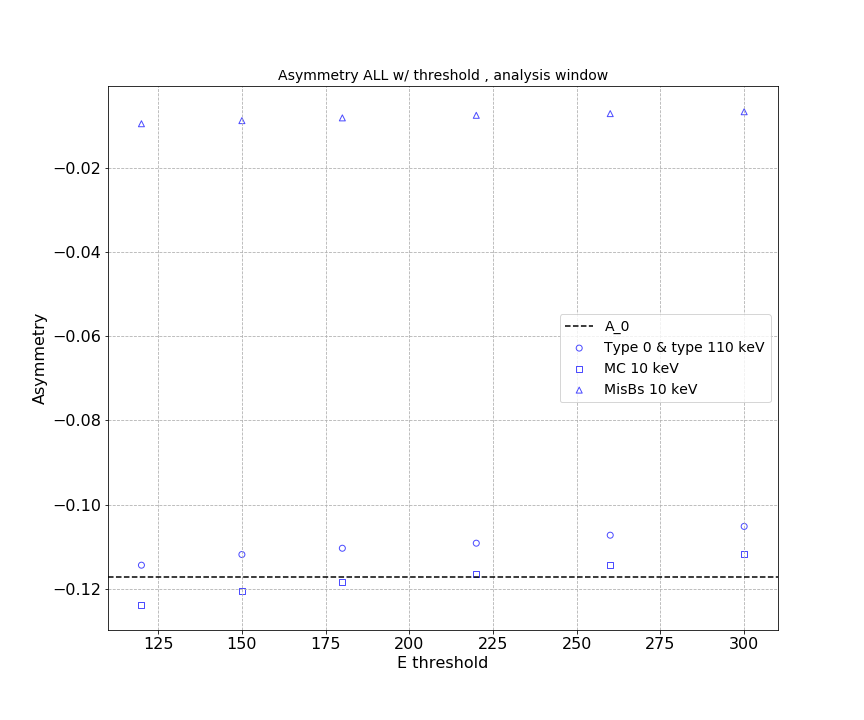 Asymmetry ALL w/ threshold , analysis window
Asymmetry
−0.02
−0.04
−0.06
−0.08
−0.10
−0.12
A_0
Type 0 & type 110 keV
MC 10 keV
MisBs 10 keV
125 150 175 200 225 250 275 300
E threshold